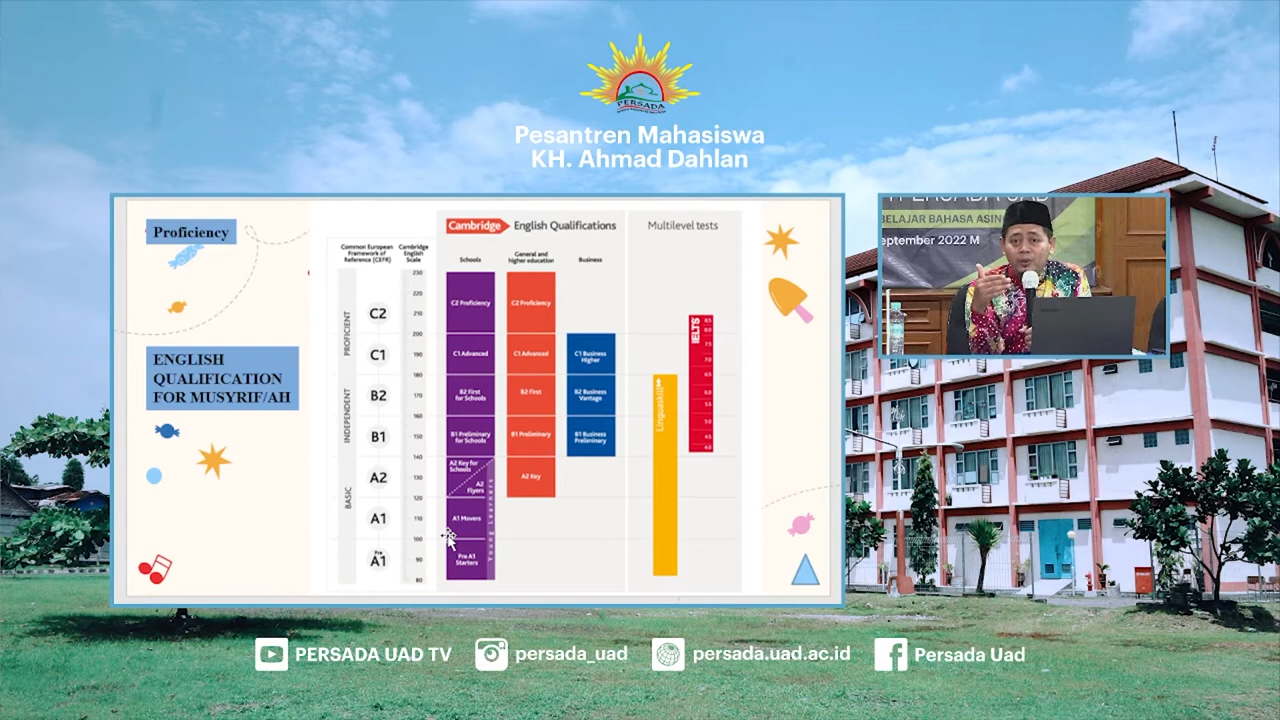 PERSADA
Pesantren Mahasiswa
KH. Ahmad Dahlan
Proficiency
ENGLISH
QUALIFICATION
FOR MUSYRIF/AH
Cambridge English Qualifications
Multilevel tests
Common European
Framework of
Reference (CEFR)
Cambridge
English
Scale
Schools
General and
higher education
Business
230
220
210
200
190
180
170
160
150
140
130
120
110
100
90
80
PROFICIENT
INDEPENDENT
BASIC
C2
C1
B2
B1
A2
A1
Pre
A1
C2 Proficiency
C1 Advanced
B2 First
for Schools
B1 Preliminary
for Schools
A2 Key for
Schools
A2
Flyers
A1 Movers
Pre A1
Starters
Young Learners
C2 Proficiency
C1 Advanced
B2 First
B1 Preliminary
A2 Key
C1 Business
Higher
B2 Business
Vantage
B1 Business
Preliminary
Linguaskill
IELTS
8.5
8.0
7.5
7.0
6.5
6.0
5.5
5.0
4.5
4.0
PERSADA UAD
BELAJAR BAHASA ASING
eptember 2022 M
PERSADA UAD TV
persada_uad
persada.uad.ac.id
Persada Uad